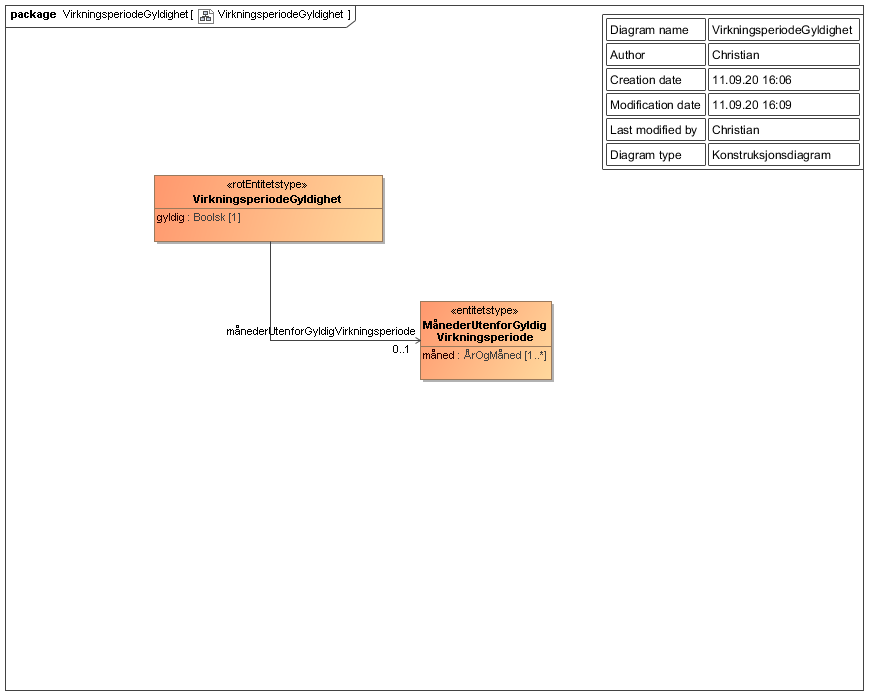 package VirkningsperiodeGyldighet [ VirkningsperiodeGyldighet ]
Diagram name VirkningsperiodeGyldighet
Author Christian
Creation date 11.09.20 16:06
Modification date 11.09.20 16:09
Last modified by Christian
Diagram type Konstruksjonsdiagram
«rotEntitetstype»
VirkningsperiodeGyldighet
gyldig : Boolsk [1]
månederUtenforGyldigVirkningsperiode
0..1
«entitetstype»
MånederUtenforGyldig
Virkningsperiode
måned : ÅrOgMåned [1..*]